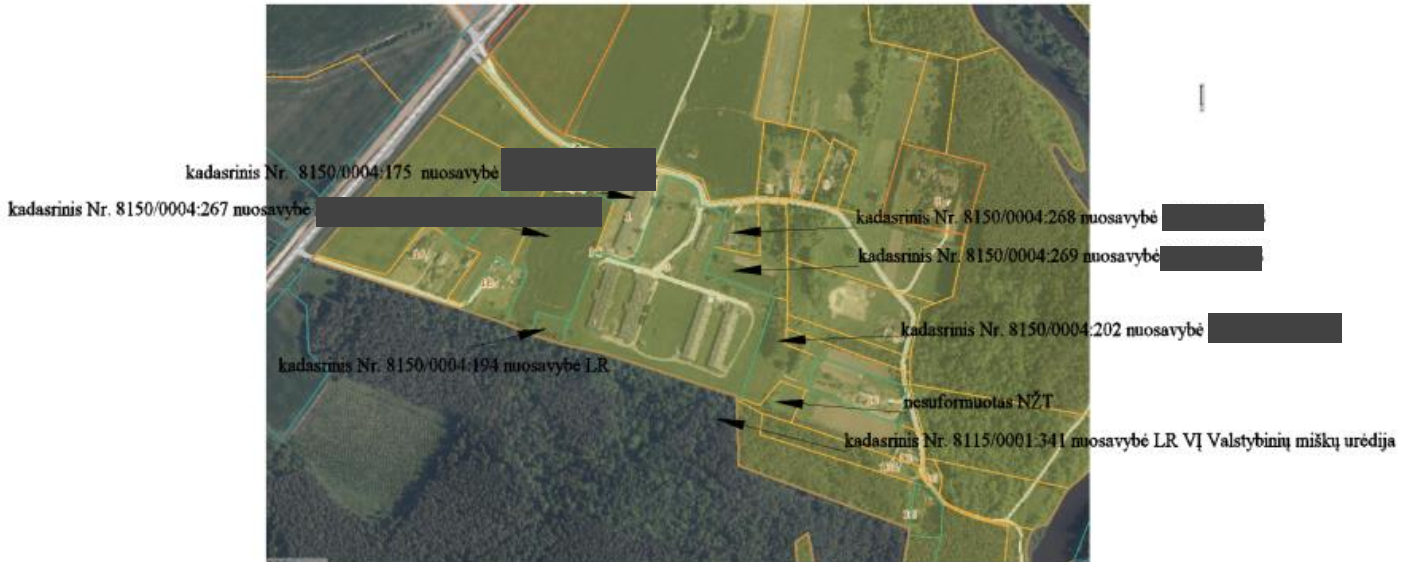 kadasrinis Nr. 8150/0004:175 nuosavybė
kadasrinis Nr. 8150/0004:267 nuosavybė
kadasrinis Nr. 8150/0004:268 nuosavybė
kadasrinis Nr. 8150/0004:269 nuosavybė
kadasrinis Nr. 8150/0004:202 nuosavybė
kadasrinis Nr. 8150/0004:194 nuosavybė LR
nesuformuotas NŽT
kadasrinis Nr. 8115/0001:341 nuosavybė LR VĮ Valstybinių miškų urėdija